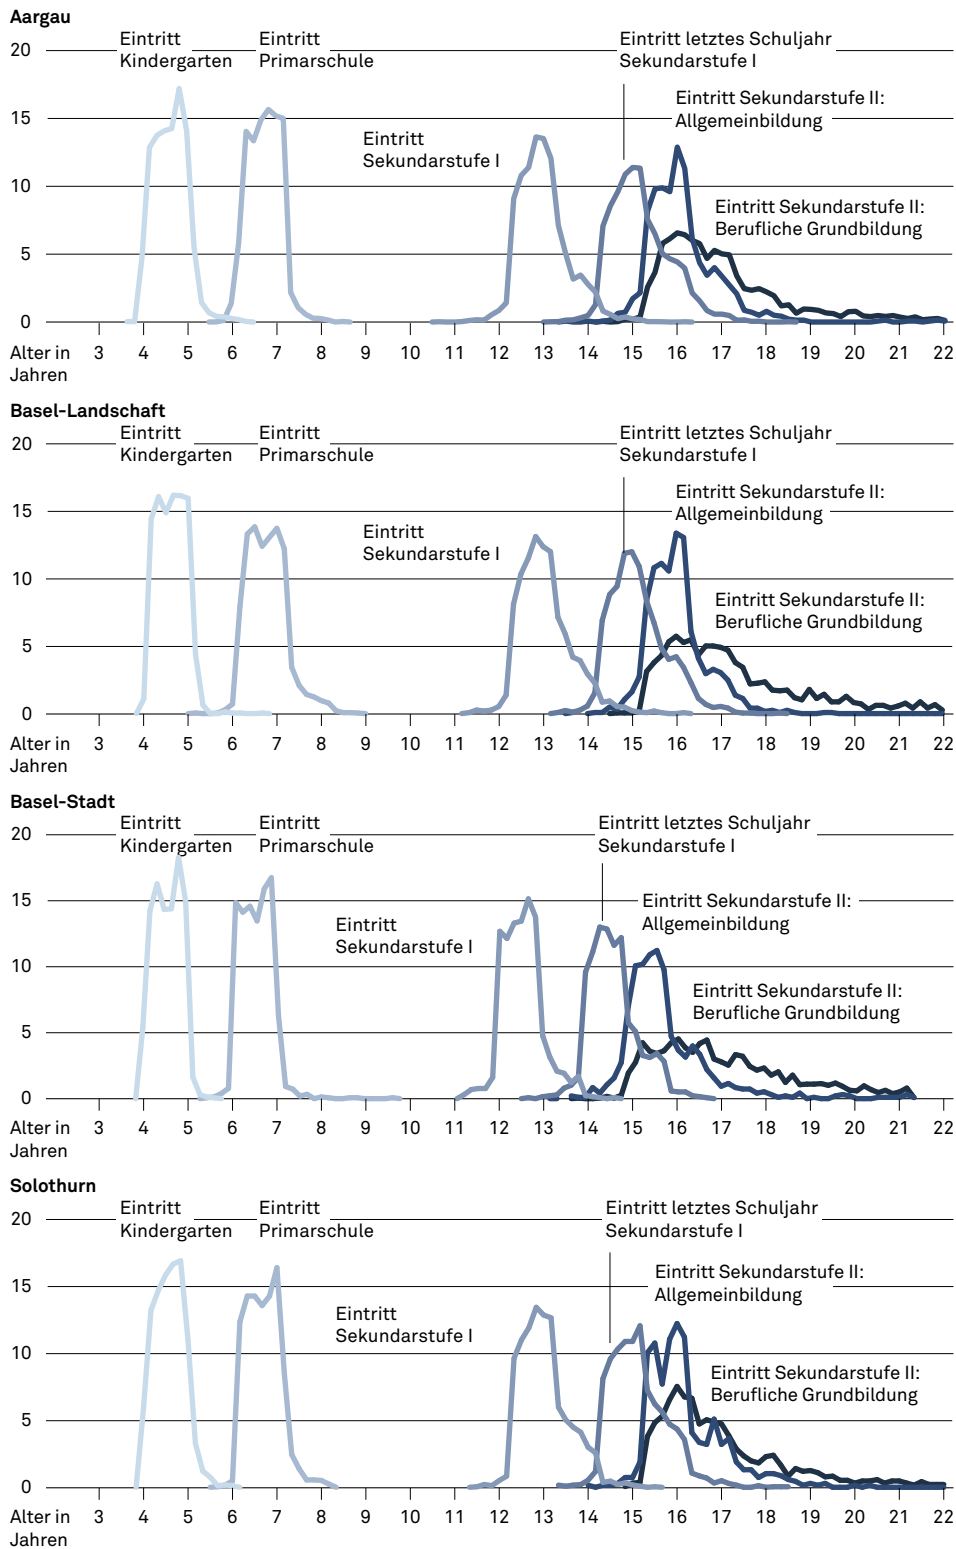 Aargau
Eintritt
Kindergarten
Eintritt
Primarschule
Eintritt letztes Schuljahr
Sekundarstufe I
20
Eintritt Sekundarstufe II:
Allgemeinbildung
15
Eintritt
Sekundarstufe I
10
Eintritt Sekundarstufe II:
Berufliche Grundbildung
5
0
Alter in
Jahren
3 4 5 6 7 8 9 10 11 12 13 14 15 16 17 18 19 20 21 22
Basel-Landschaft
Eintritt
Kindergarten
Eintritt
Primarschule
Eintritt letztes Schuljahr
Sekundarstufe I
20
Eintritt Sekundarstufe II:
Allgemeinbildung
15
Eintritt
Sekundarstufe I
10
Eintritt Sekundarstufe II:
Berufliche Grundbildung
5
0
Alter in
Jahren
3 4 5 6 7 8 9 10 11 12 13 14 15 16 17 18 19 20 21 22
Basel-Stadt
Eintritt
Kindergarten
Eintritt
Primarschule
Eintritt letztes Schuljahr
Sekundarstufe I
20
Eintritt Sekundarstufe II:
Allgemeinbildung
15
Eintritt
Sekundarstufe I
10
Eintritt Sekundarstufe II:
Berufliche Grundbildung
5
0
Alter in
Jahren
3 4 5 6 7 8 9 10 11 12 13 14 15 16 17 18 19 20 21 22
Solothurn
Eintritt
Kindergarten
Eintritt
Primarschule
Eintritt letztes Schuljahr
Sekundarstufe I
20
Eintritt Sekundarstufe II:
Allgemeinbildung
15
Eintritt
Sekundarstufe I
10
Eintritt Sekundarstufe II:
Berufliche Grundbildung
5
0
Alter in
Jahren
3 4 5 6 7 8 9 10 11 12 13 14 15 16 17 18 19 20 21 22